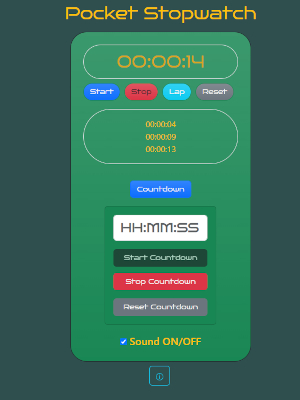 Pocket Stopwatch
00:00:14
Start Stop Lap Reset
00:00:04
00:00:09
00:00:13
Countdown
HH:MM:SS
Start Countdown
Stop Countdown
Reset Countdown
Sound ON/OFF